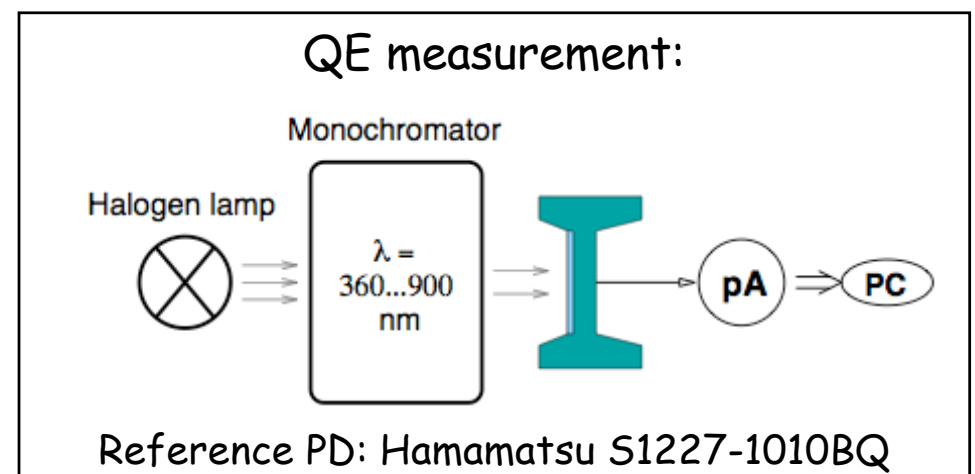 QE measurement:
Monochromator
Halogen lamp
λ =
360...900
nm
pA
PC
Reference PD: Hamamatsu S1227-1010BQ